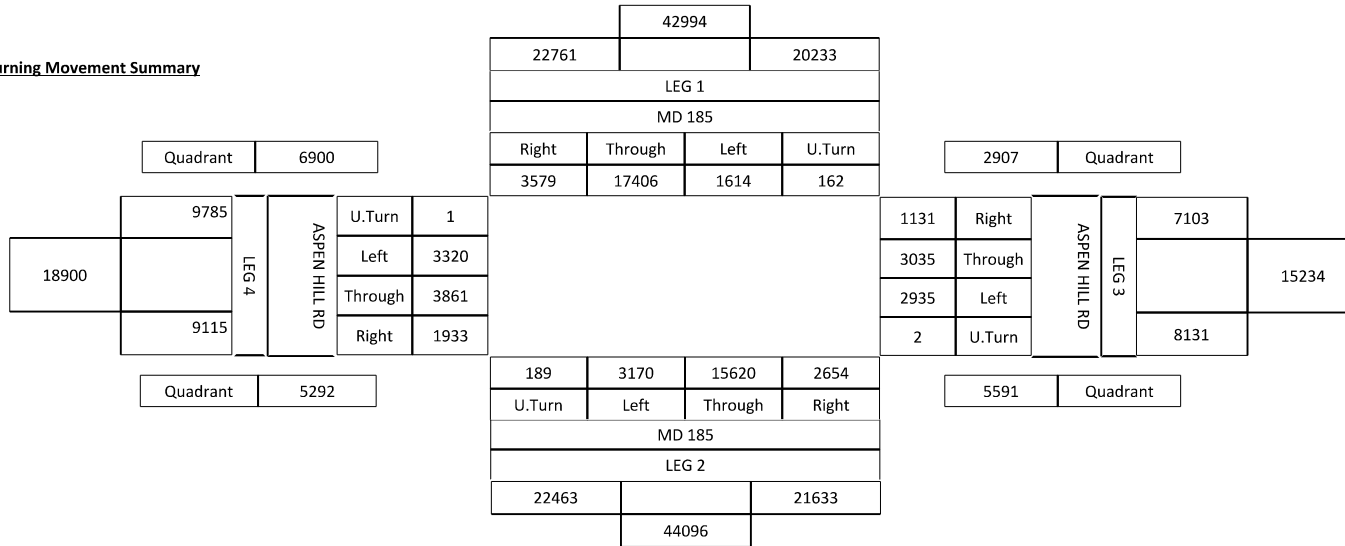 42994
22761 20233
urning Movement Summary
LEG 1
MD 185
Quadrant 6900
Right Through Left U.Turn
2907 Quadrant
3579 17406 1614 162
9785
18900
9115
LEG 4
ASPEN HILL RD
U.Turn 1
Left 3320
Through 3861
Right 1933
1131 Right
3035 Through
2935 Left
2 U.Turn
ASPEN HILL RD
LEG 3
7103
15234
8131
189 3170 15620 2654
Quadrant 5292
U.Turn Left Through Right
5591 Quadrant
MD 185
LEG 2
22463 21633
44096